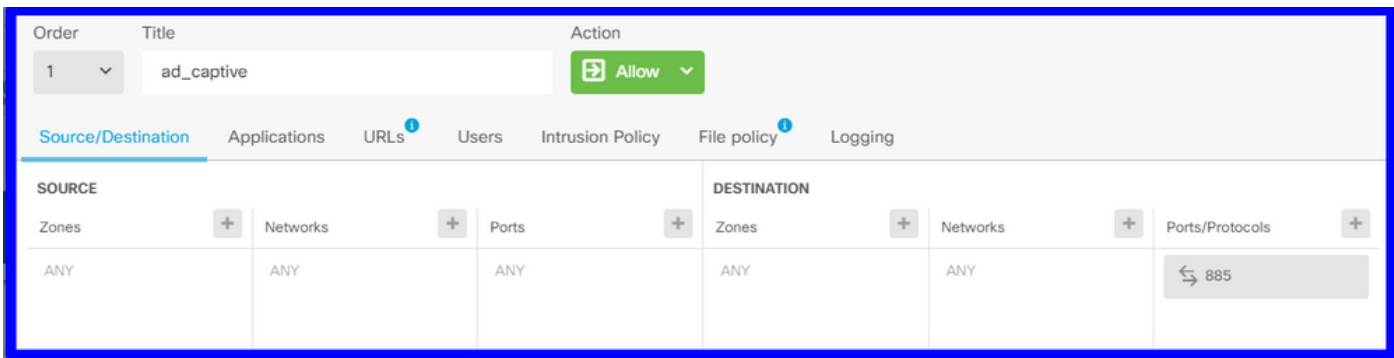 Order Title Action
1 ad_captive Allow
Source/Destination Applications URLs Users Intrusion Policy File policy Logging
SOURCE DESTINATION
Zones Networks Ports Zones Networks Ports/Protocols
ANY ANY ANY ANY ANY 885